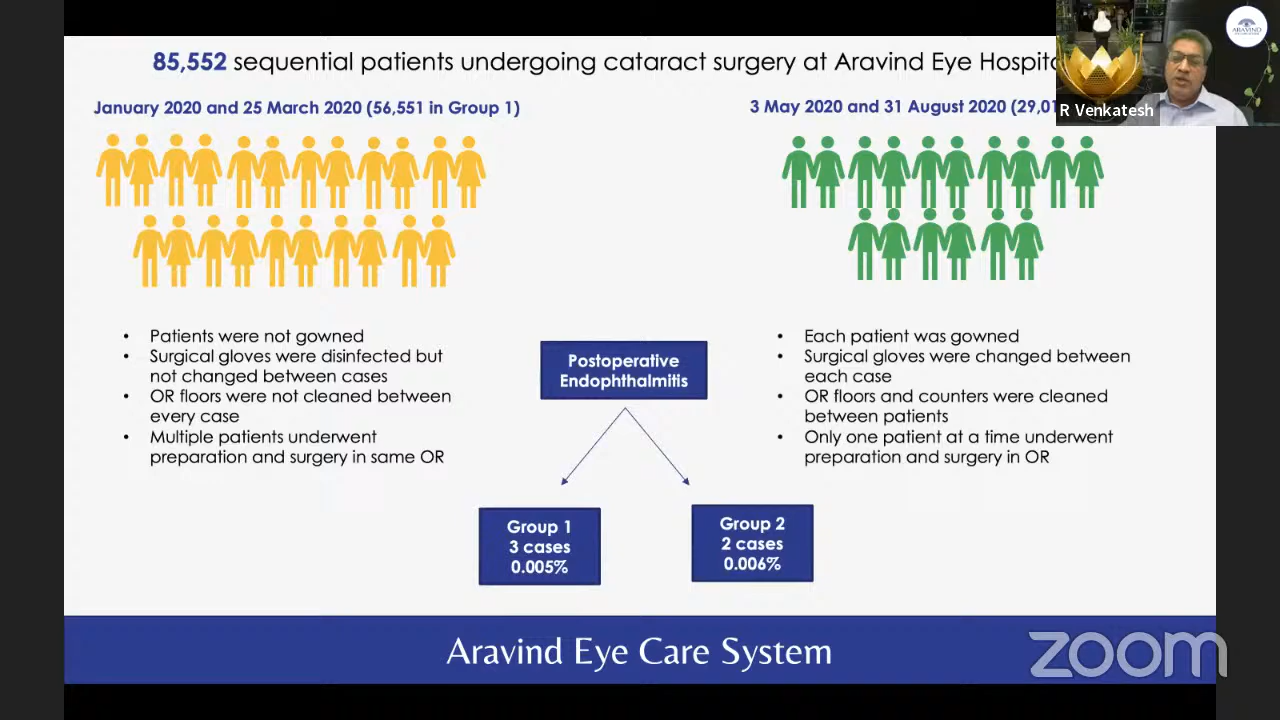 85,552 sequential patients undergoing cataract surgery at Aravind Eye
ARAVIND
R Venkatesh
January 2020 and 25 March 2020 (56,551 in Group 1)
3 May 2020 and 31 August 2020
• Patients were not gowned
• Surgical gloves were disinfected but
not changed between cases
• OR floors were not cleaned between
every case
• Multiple patients underwent
preparation and surgery in same OR
Postoperative
Endophthalmitis
• Each patient was gowned
• Surgical gloves were changed between
each case
• OR floors and counters were cleaned
between patients
• Only one patient at a time underwent
preparation and surgery in OR
Group 1
3 cases
0.005%
Group 2
2 cases
0.006%
Aravind Eye Care System
zoom